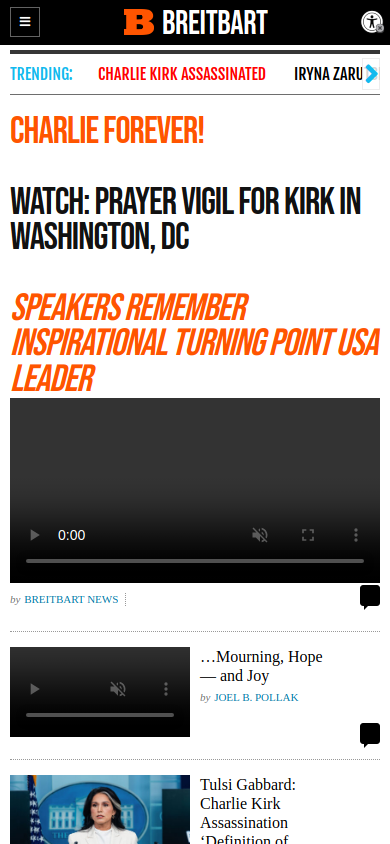 BREITBART
TRENDING: CHARLIE KIRK ASSASSINATED IRYNA ZARU
CHARLIE FOREVER!
WATCH: PRAYER VIGIL FOR KIRK IN
WASHINGTON, DC
SPEAKERS REMEMBER
INSPIRATIONAL TURNING POINT USA
LEADER
0:00
by BREITBART NEWS
…Mourning, Hope
— and Joy
by JOEL B. POLLAK
Tulsi Gabbard:
Charlie Kirk
Assassination
‘Definition of